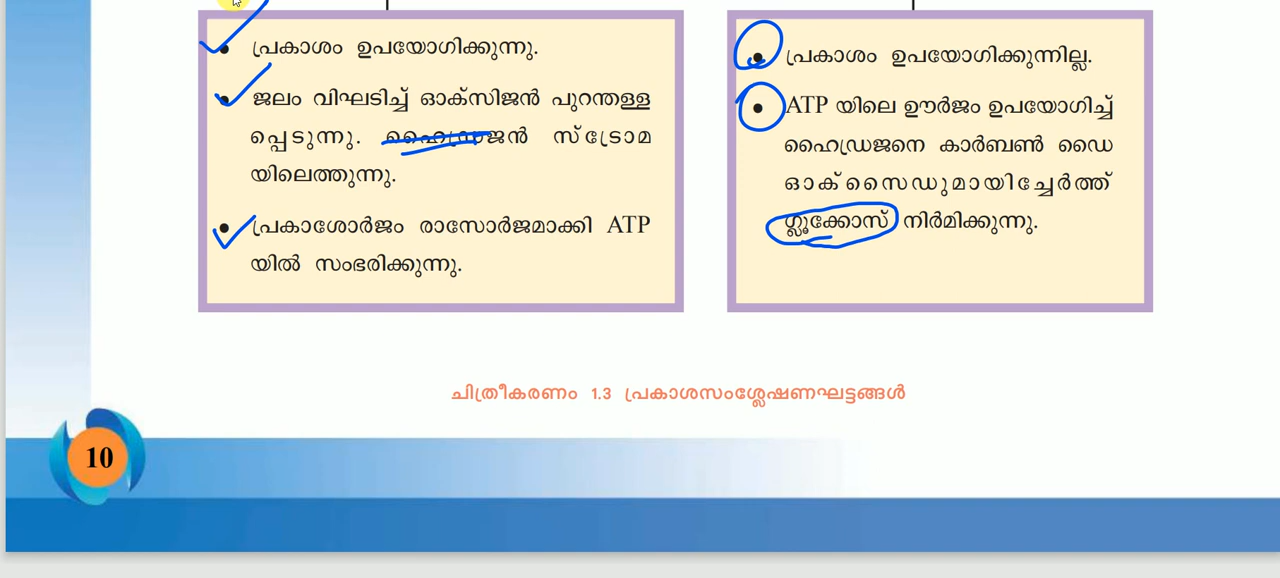 • പ്രകാശം ഉപയോഗിക്കുന്നു.
• ജലം വിഘടിച്ച് ഓക്സിജൻ പുറന്തള്ള
പ്പെടുന്നു. ഹൈഡ്രജൻ സ്ട്രോമ
യിലെത്തുന്നു.
• പ്രകാശോർജം രാസോർജമാക്കി ATP
യിൽ സംഭരിക്കുന്നു.
• പ്രകാശം ഉപയോഗിക്കുന്നില്ല.
• ATP യിലെ ഊർജം ഉപയോഗിച്ച്
ഹൈഡ്രജനെ കാർബൺ ഡൈ
ഓക്സൈഡുമായിച്ചേർത്ത്
ഗ്ലൂക്കോസ് നിർമിക്കുന്നു.
ചിത്രീകരണം 1.3 പ്രകാശസംശ്ലേഷണഘട്ടങ്ങൾ
10